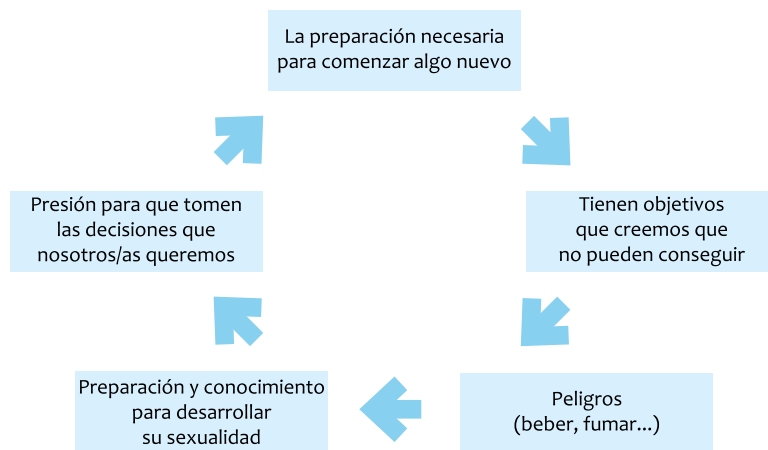 La preparación necesaria
para comenzar algo nuevo
Tienen objetivos
que creemos que
no pueden conseguir
Peligros
(beber, fumar...)
Preparación y conocimiento
para desarrollar
su sexualidad
Presión para que tomen
las decisiones que
nosotros/as queremos